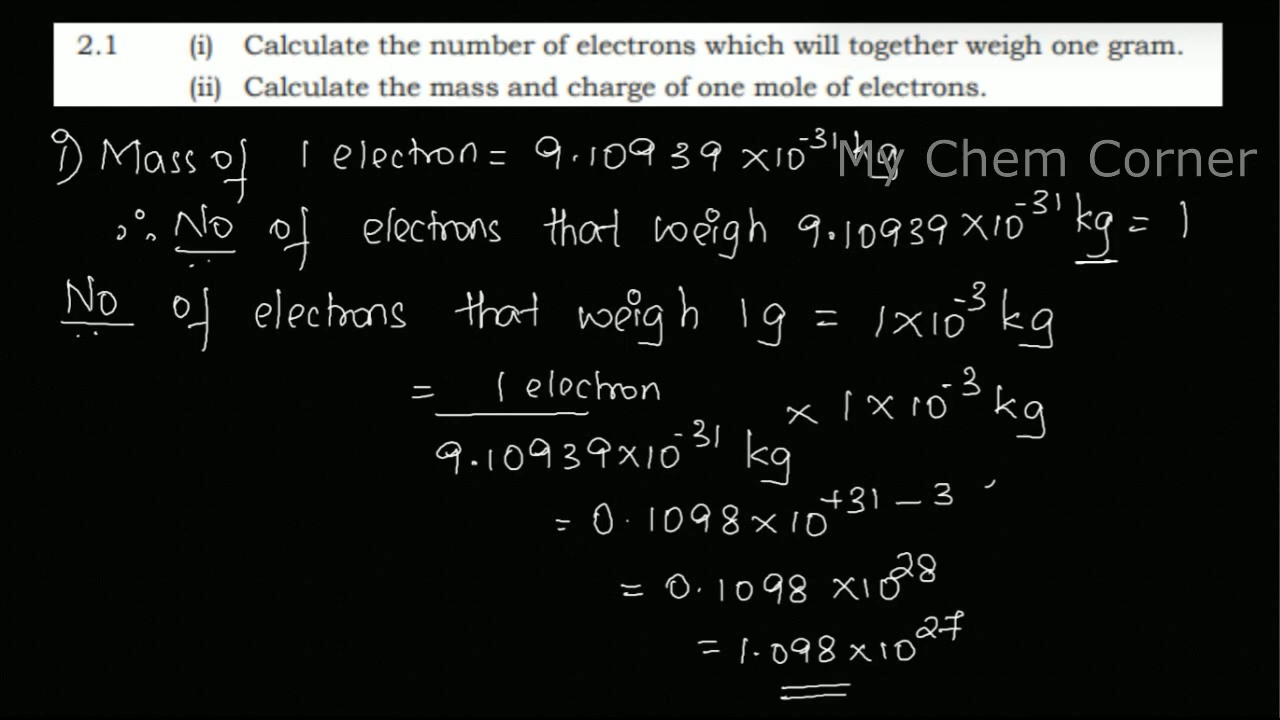 2.1 (i) Calculate the number of electrons which will together weigh one gram.
(ii) Calculate the mass and charge of one mole of electrons.
i) Mass of 1 electron = 9.10939 ×10⁻³¹ kg
My Chem Corner
∴ No of electrons that weigh 9.10939 ×10⁻³¹ kg = 1
No of electrons that weigh 1g = 1×10⁻³ kg
= 1 electron / 9.10939×10⁻³¹ kg × 1×10⁻³ kg
= 0.1098×10⁺³¹⁻³
= 0.1098 ×10²⁸
= 1.098×10²⁷